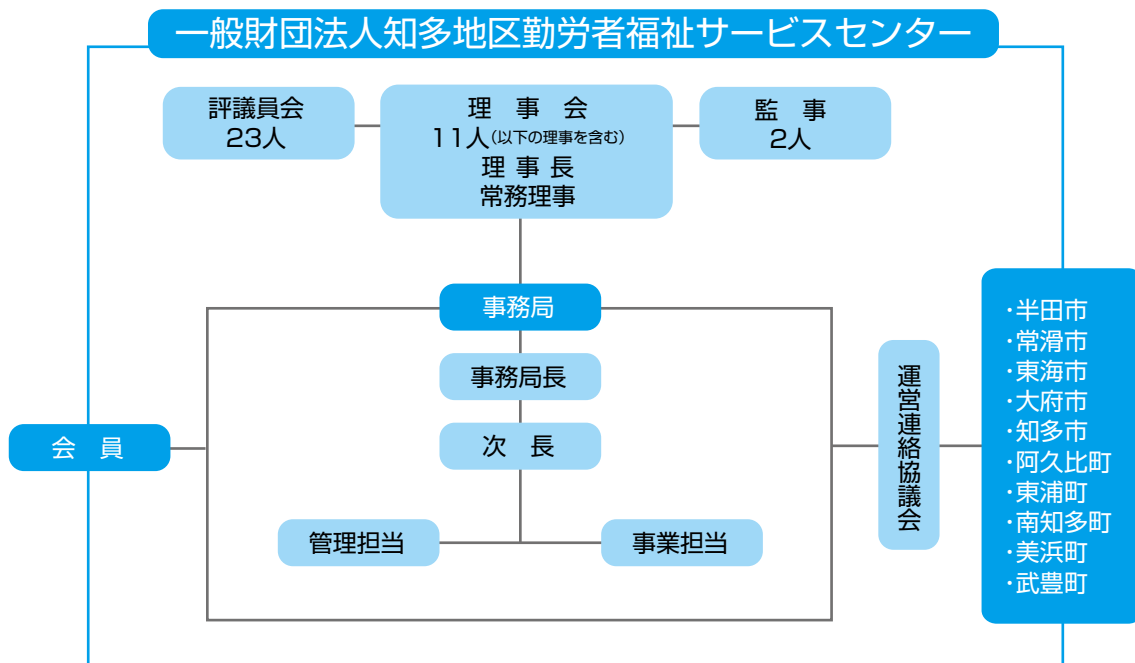 一般財団法人知多地区勤労者福祉サービスセンター
評議員会
23人
理 事 会
11人(以下の理事を含む)
理 事 長
常務理事
監 事
2人
事務局
事務局長
次 長
管理担当
事業担当
会 員
運営連絡協議会
・半田市
・常滑市
・東海市
・大府市
・知多市
・阿久比町
・東浦町
・南知多町
・美浜町
・武豊町